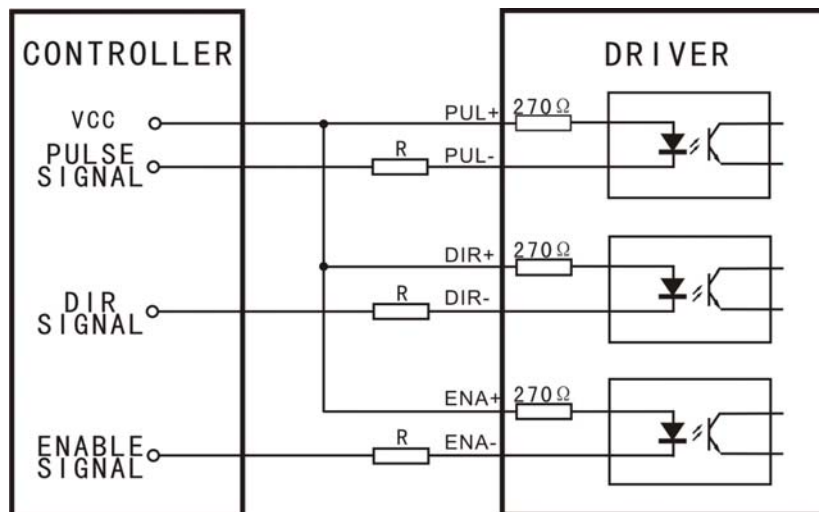 CONTROLLER
DRIVER
VCC
PUL+
270Ω
PULSE
SIGNAL
R
PUL-
DIR+
270Ω
DIR
SIGNAL
R
DIR-
ENA+
270Ω
ENABLE
SIGNAL
R
ENA-